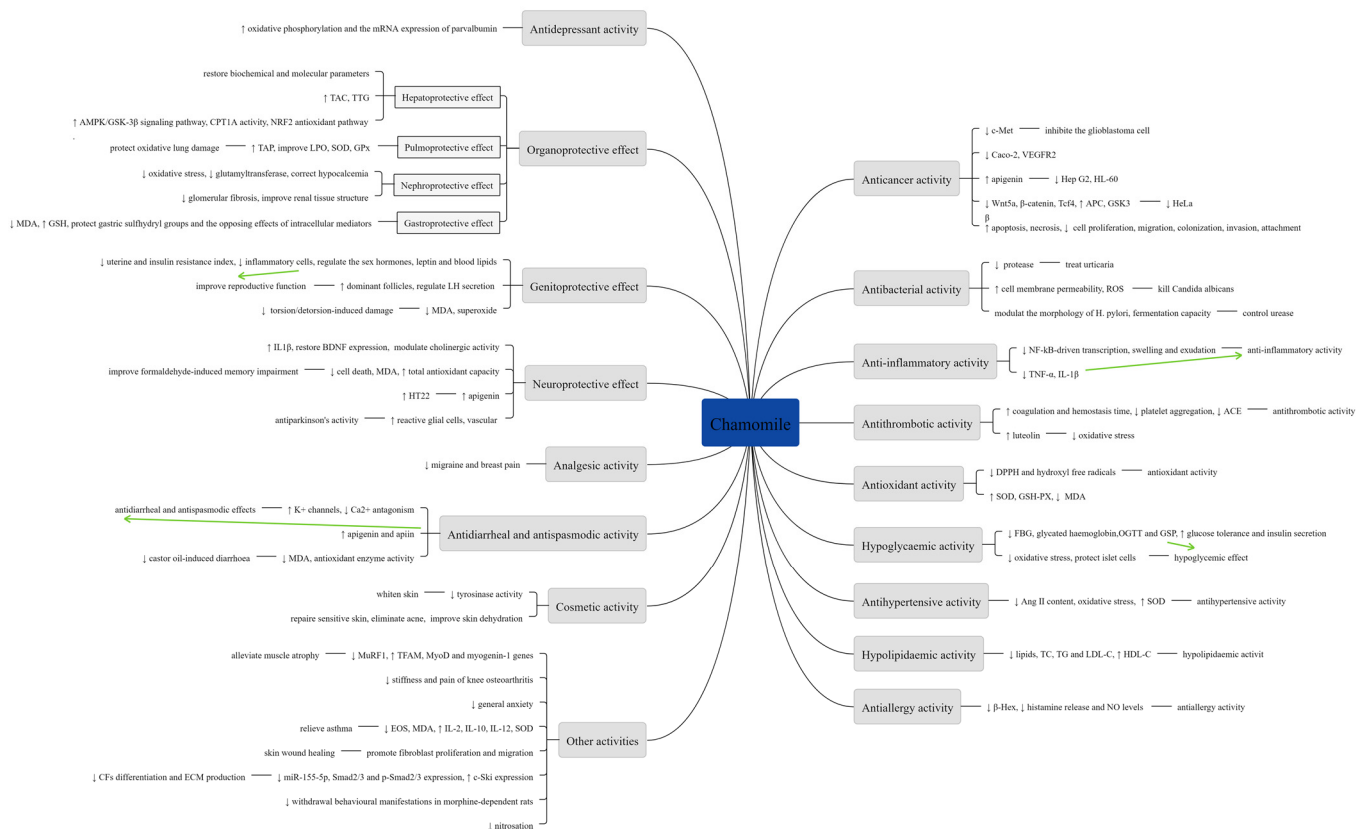 Chamomile
Antidepressant activity
↑ oxidative phosphorylation and the mRNA expression of parvalbumin
Organoprotective effect
Hepatoprotective effect
restore biochemical and molecular parameters
↑ TAC, TTG
↑ AMPK/GSK-3β signaling pathway, CPT1A activity, NRF2 antioxidant pathway
Pulmoprotective effect
↑ TAP, improve LPO, SOD, GPx
protect oxidative lung damage
Nephroprotective effect
↓ oxidative stress, ↓ glutamyltransferase, correct hypocalcemia
↓ glomerular fibrosis, improve renal tissue structure
Gastroprotective effect
↓ MDA, ↑ GSH, protect gastric sulfhydryl groups and the opposing effects of intracellular mediators
Genitoprotective effect
↓ uterine and insulin resistance index, ↓ inflammatory cells, regulate the sex hormones, leptin and blood lipids
improve reproductive function
↑ dominant follicles, regulate LH secretion
↓ torsion/detorsion-induced damage
↓ MDA, superoxide
Neuroprotective effect
↑ IL1β, restore BDNF expression, modulate cholinergic activity
improve formaldehyde-induced memory impairment
↓ cell death, MDA, ↑ total antioxidant capacity
↑ HT22
↑ apigenin
antiparkinson's activity
↑ reactive glial cells, vascular
Analgesic activity
↓ migraine and breast pain
Antidiarrheal and antispasmodic activity
antidiarrheal and antispasmodic effects
↑ K+ channels, ↓ Ca2+ antagonism
↑ apigenin and apiin
↓ castor oil-induced diarrhoea
↓ MDA, antioxidant enzyme activity
Cosmetic activity
whiten skin
↓ tyrosinase activity
repaire sensitive skin, eliminate acne, improve skin dehydration
Other activities
alleviate muscle atrophy
↓ MuRF1, ↑ TFAM, MyoD and myogenin-1 genes
↓ stiffness and pain of knee osteoarthritis
↓ general anxiety
relieve asthma
↓ EOS, MDA, ↑ IL-2, IL-10, IL-12, SOD
skin wound healing
promote fibroblast proliferation and migration
↓ CFs differentiation and ECM production
↓ miR-155-5p, Smad2/3 and p-Smad2/3 expression, ↑ c-Ski expression
↓ withdrawal behavioural manifestations in morphine-dependent rats
↓ nitrosation
Anticancer activity
↓ c-Met
inhibite the glioblastoma cell
↓ Caco-2, VEGFR2
↑ apigenin
↓ Hep G2, HL-60
↓ Wnt5a, β-catenin, Tcf4, ↑ APC, GSK3
β
↓ HeLa
↑ apoptosis, necrosis, ↓ cell proliferation, migration, colonization, invasion, attachment
Antibacterial activity
↓ protease
treat urticaria
↑ cell membrane permeability, ROS
kill Candida albicans
modulat the morphology of H. pylori, fermentation capacity
control urease
Anti-inflammatory activity
↓ NF-kB-driven transcription, swelling and exudation
anti-inflammatory activity
↓ TNF-α, IL-1β
Antithrombotic activity
↑ coagulation and hemostasis time, ↓ platelet aggregation, ↓ ACE
antithrombotic activity
↑ luteolin
↓ oxidative stress
Antioxidant activity
↓ DPPH and hydroxyl free radicals
antioxidant activity
↑ SOD, GSH-PX, ↓ MDA
Hypoglycaemic activity
↓ FBG, glycated haemoglobin,OGTT and GSP, ↑ glucose tolerance and insulin secretion
↓ oxidative stress, protect islet cells
hypoglycemic effect
Antihypertensive activity
↓ Ang II content, oxidative stress, ↑ SOD
antihypertensive activity
Hypolipidaemic activity
↓ lipids, TC, TG and LDL-C, ↑ HDL-C
hypolipidaemic activit
Antiallergy activity
↓ β-Hex, ↓ histamine release and NO levels
antiallergy activity